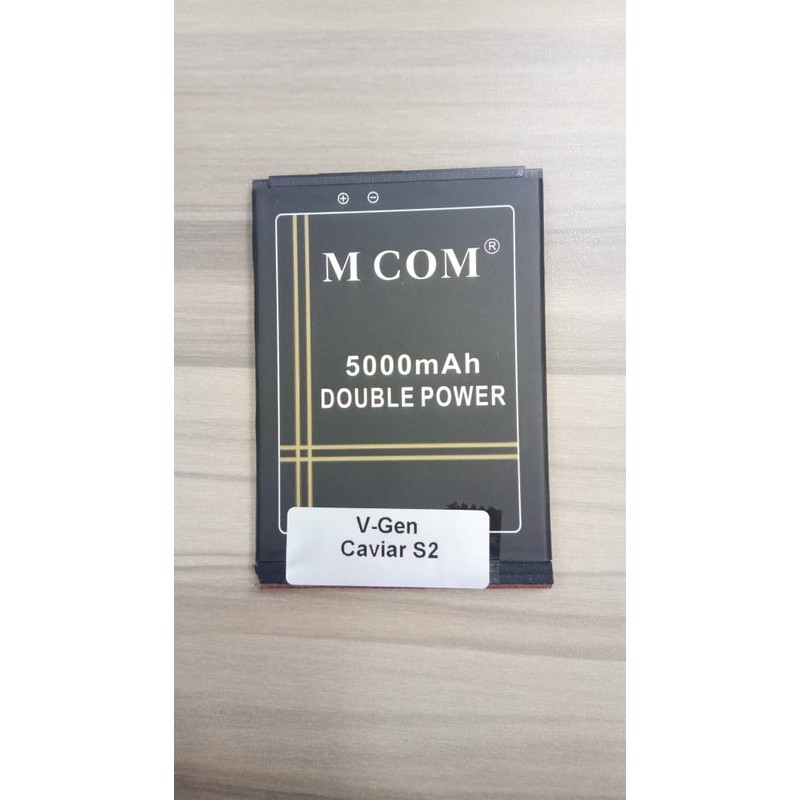 ⊕ ⊖
M COM®
5000mAh
DOUBLE POWER
V-Gen
Caviar S2